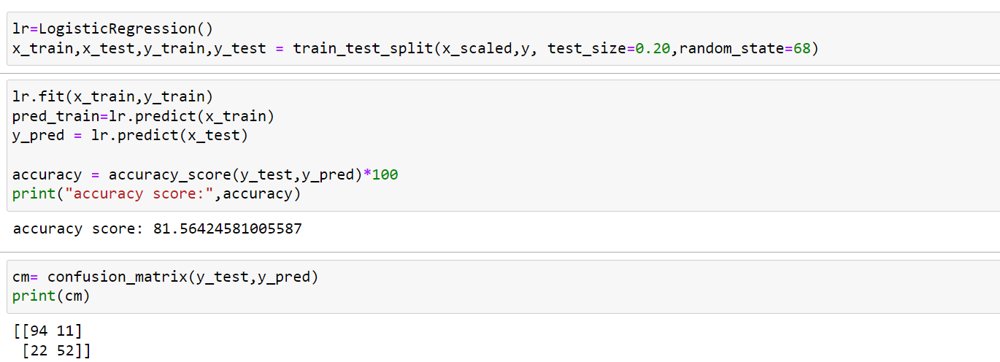 lr=LogisticRegression()
x_train,x_test,y_train,y_test = train_test_split(x_scaled,y, test_size=0.20,random_state=68)
lr.fit(x_train,y_train)
pred_train=lr.predict(x_train)
y_pred = lr.predict(x_test)
accuracy = accuracy_score(y_test,y_pred)*100
print("accuracy score:",accuracy)
accuracy score: 81.56424581005587
cm= confusion_matrix(y_test,y_pred)
print(cm)
[[94 11]
 [22 52]]